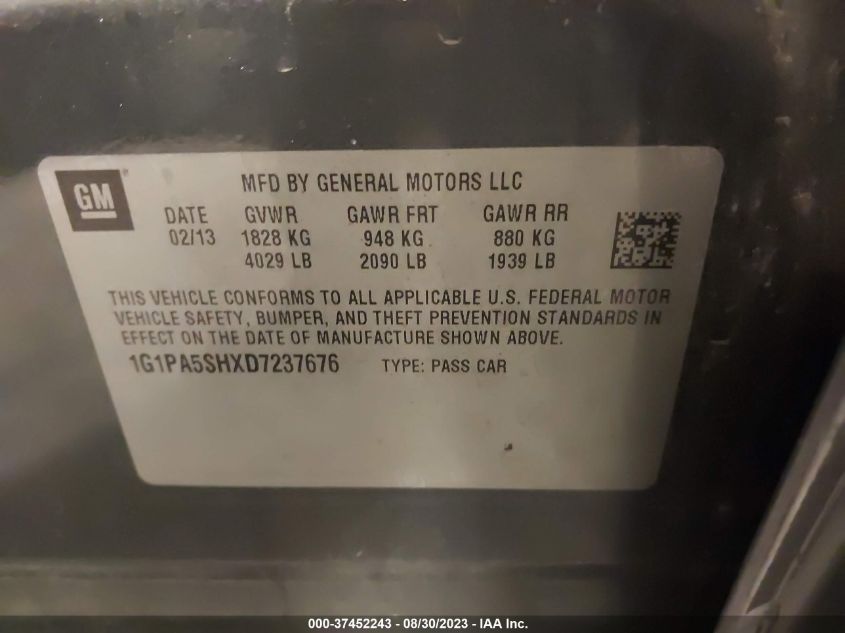 GM
MFD BY GENERAL MOTORS LLC
DATE GVWR GAWR FRT GAWR RR
02/13 1828 KG 948 KG 880 KG
4029 LB 2090 LB 1939 LB
THIS VEHICLE CONFORMS TO ALL APPLICABLE U.S. FEDERAL MOTOR
VEHICLE SAFETY, BUMPER, AND THEFT PREVENTION STANDARDS IN
EFFECT ON THE DATE OF MANUFACTURE SHOWN ABOVE.
1G1PA5SHXD7237676 TYPE: PASS CAR
000-37452243 - 08/30/2023 - IAA Inc.